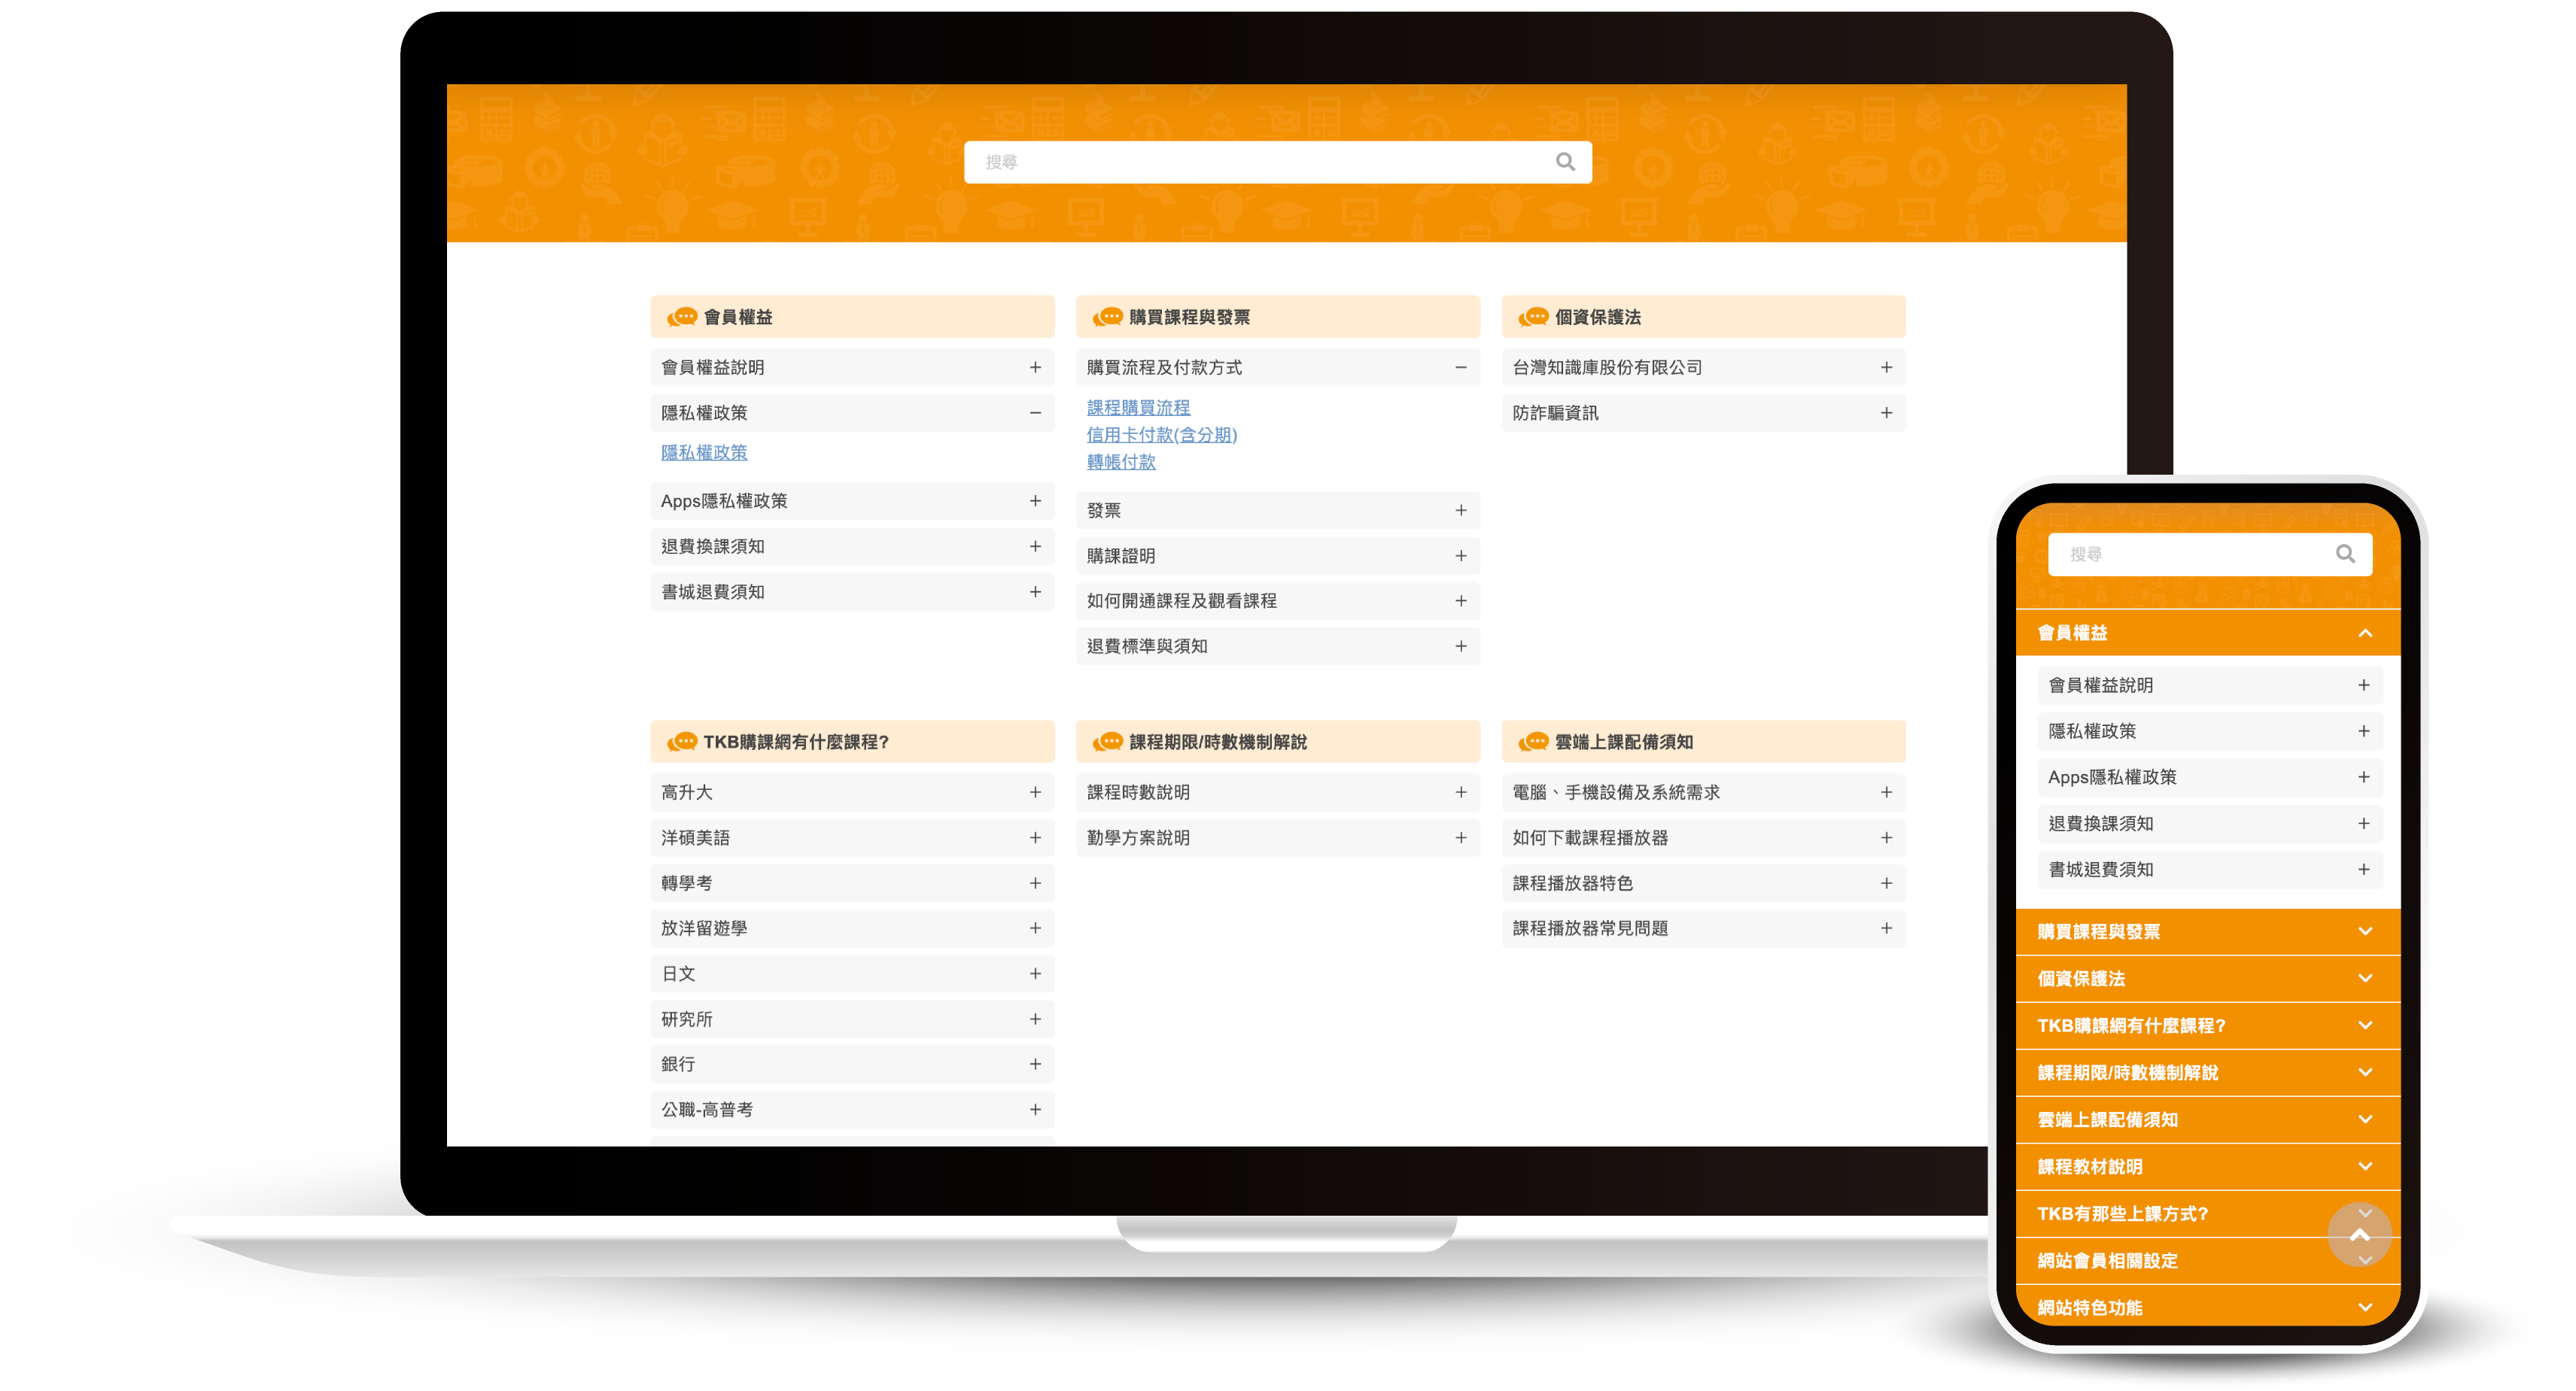 搜尋
會員權益
會員權益說明
隱私權政策
隱私權政策
Apps隱私權政策
退費換課須知
書城退費須知
購買課程與發票
購買流程及付款方式
課程購買流程
信用卡付款(含分期)
轉帳付款
發票
購課證明
如何開通課程及觀看課程
退費標準與須知
個資保護法
台灣知識庫股份有限公司
防詐騙資訊
TKB購課網有什麼課程?
高升大
洋碩美語
轉學考
放洋留遊學
日文
研究所
銀行
公職-高普考
課程期限/時數機制解說
課程時數說明
勤學方案說明
雲端上課配備須知
電腦、手機設備及系統需求
如何下載課程播放器
課程播放器特色
課程播放器常見問題
搜尋
會員權益
會員權益說明
隱私權政策
Apps隱私權政策
退費換課須知
書城退費須知
購買課程與發票
個資保護法
TKB購課網有什麼課程?
課程期限/時數機制解說
雲端上課配備須知
課程教材說明
TKB有那些上課方式?
網站會員相關設定
網站特色功能